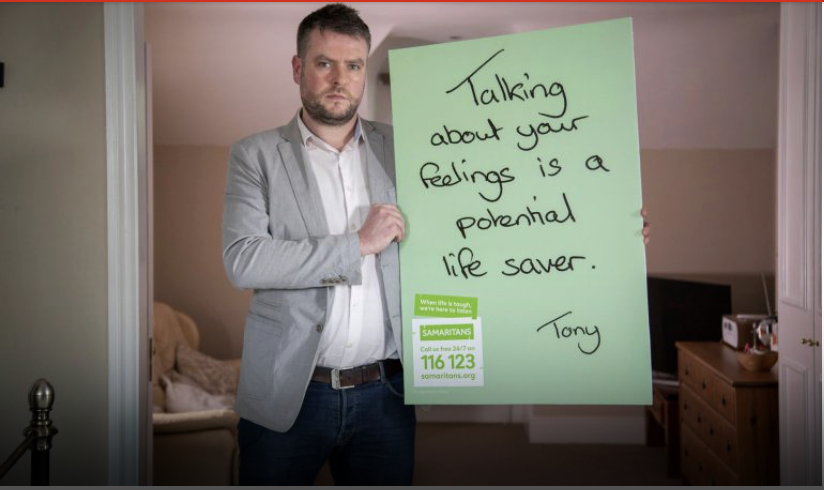 Talking
about your
feelings is a
potential
life saver.
Tony
When life is tough,
we're here to listen
SAMARITANS
Call us free 24/7 on
116 123
samaritans.org